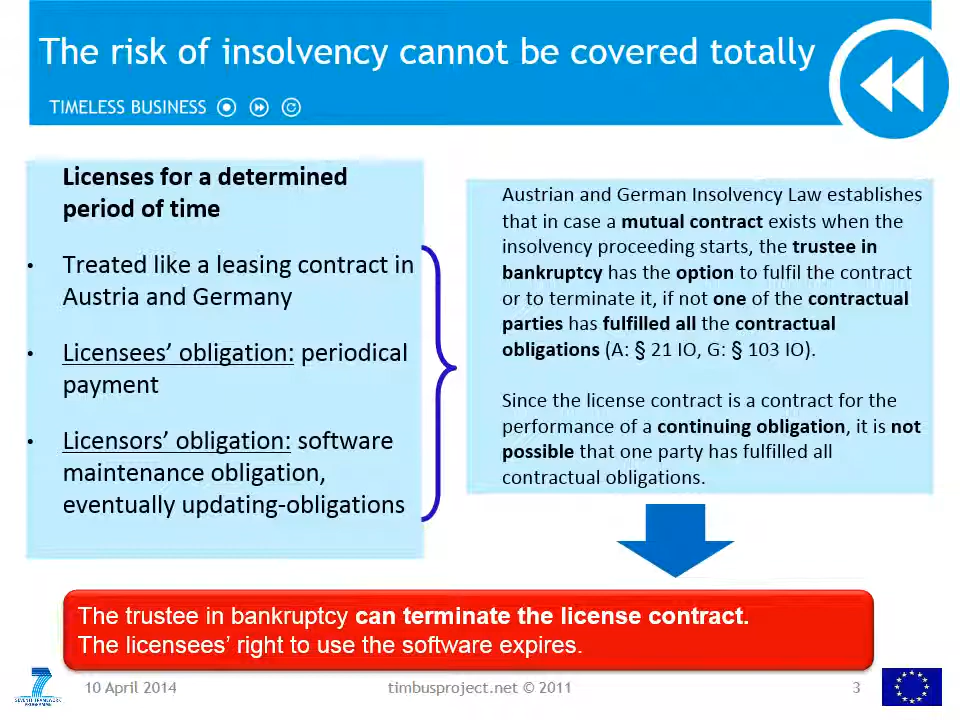 The risk of insolvency cannot be covered totally
TIMELESS BUSINESS
Licenses for a determined
period of time
• Treated like a leasing contract in
Austria and Germany
• Licensees’ obligation: periodical
payment
• Licensors’ obligation: software
maintenance obligation,
eventually updating-obligations
Austrian and German Insolvency Law establishes
that in case a mutual contract exists when the
insolvency proceeding starts, the trustee in
bankruptcy has the option to fulfil the contract
or to terminate it, if not one of the contractual
parties has fulfilled all the contractual
obligations (A: § 21 IO, G: § 103 IO).
Since the license contract is a contract for the
performance of a continuing obligation, it is not
possible that one party has fulfilled all
contractual obligations.
The trustee in bankruptcy can terminate the license contract.
The licensees’ right to use the software expires.
SEVENTH FRAMEWORK
PROGRAMME
10 April 2014
timbusproject.net © 2011
3